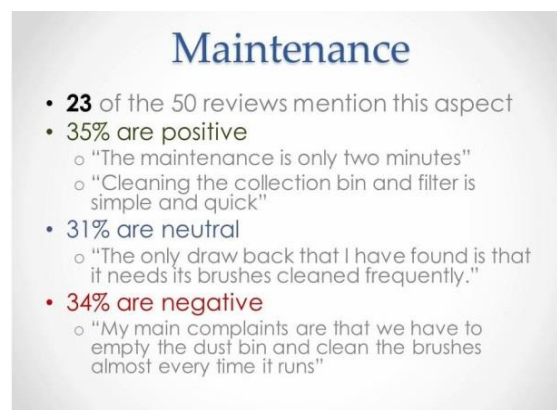 Maintenance
• 23 of the 50 reviews mention this aspect
• 35% are positive
o “The maintenance is only two minutes”
o “Cleaning the collection bin and filter is
simple and quick”
• 31% are neutral
o “The only draw back that I have found is that
it needs its brushes cleaned frequently.”
• 34% are negative
o “My main complaints are that we have to
empty the dust bin and clean the brushes
almost every time it runs”